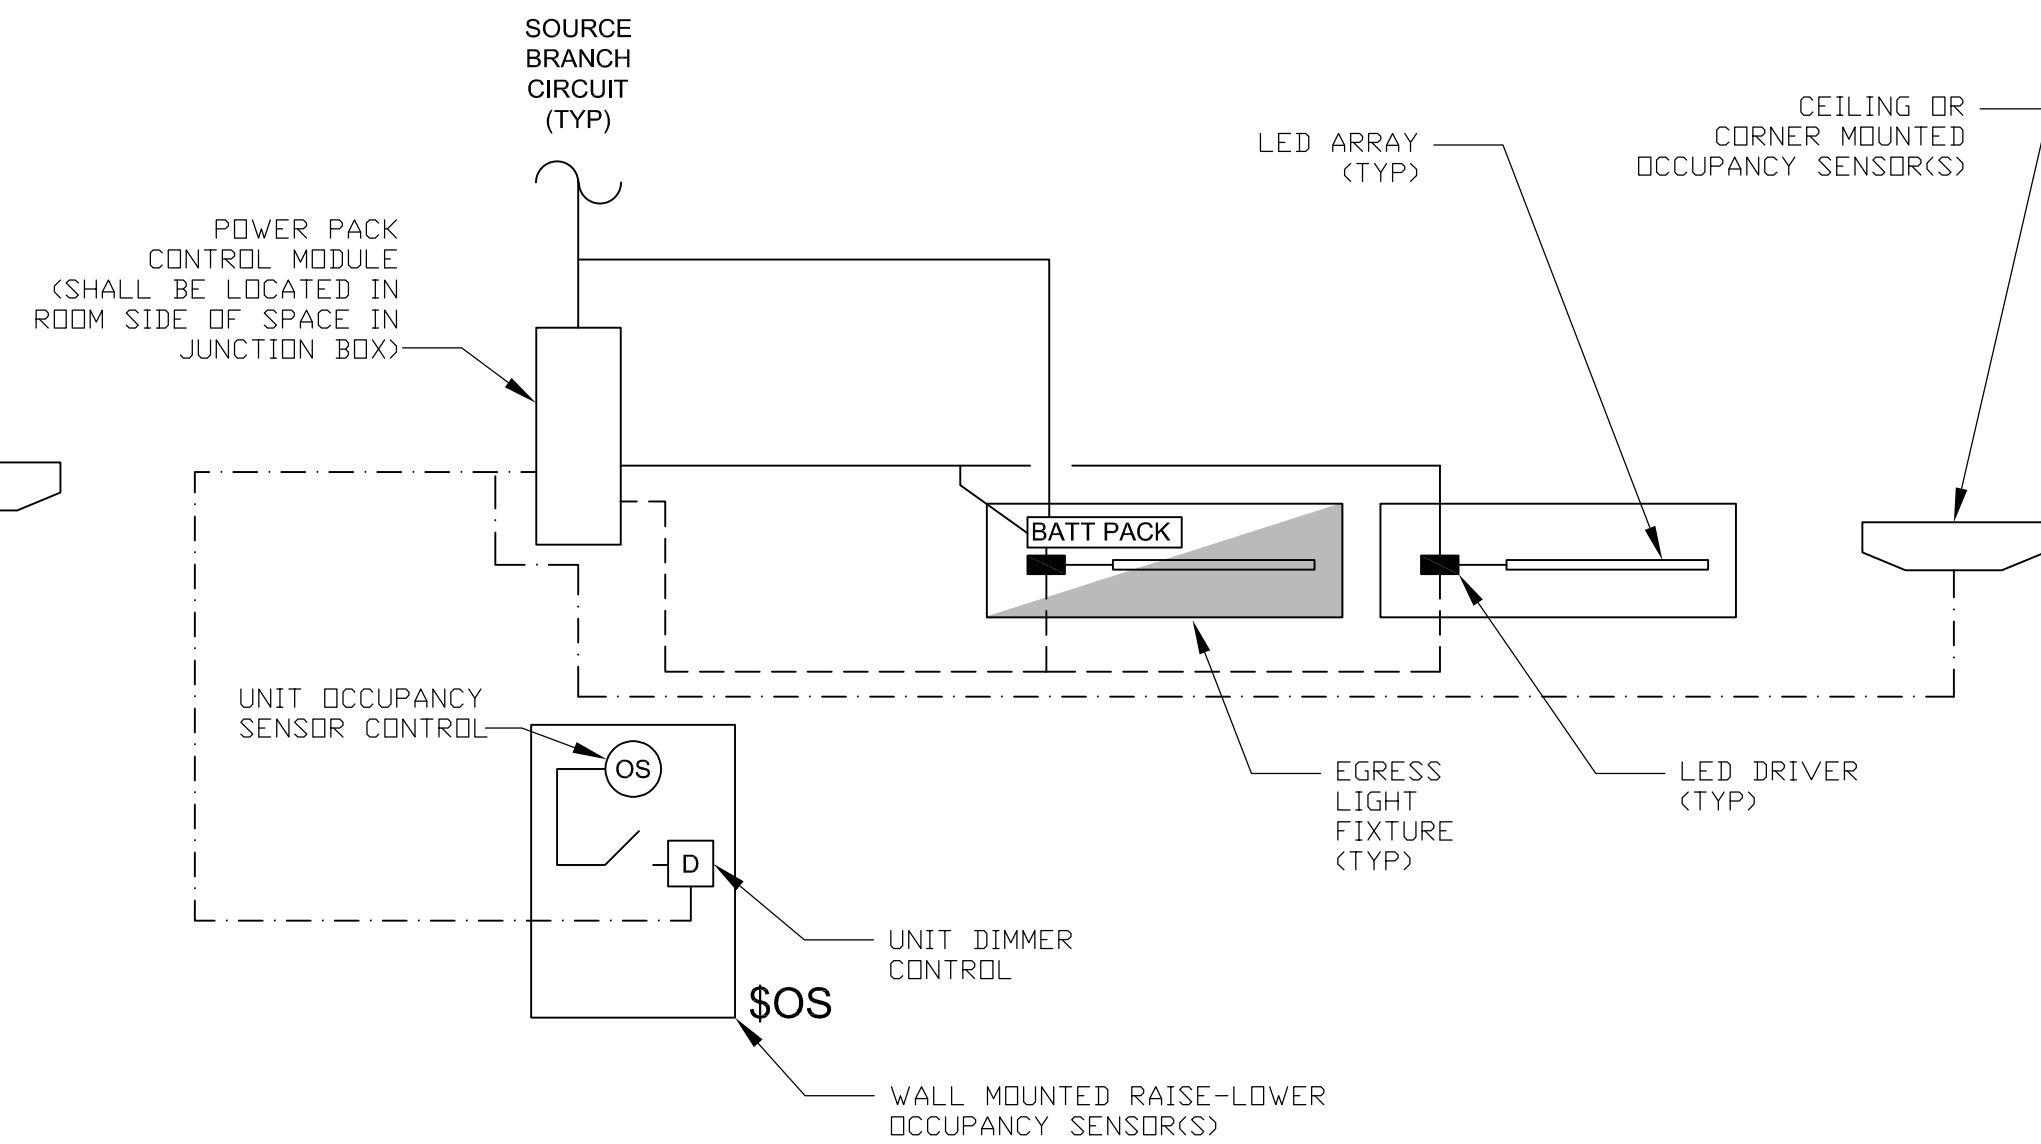 SOURCE
BRANCH
CIRCUIT
(TYP)
CEILING OR
CORNER MOUNTED
OCCUPANCY SENSOR(S)
LED ARRAY
(TYP)
POWER PACK
CONTROL MODULE
(SHALL BE LOCATED IN
ROOM SIDE OF SPACE IN
JUNCTION BOX)
BATT PACK
UNIT OCCUPANCY
SENSOR CONTROL
OS
D
EGRESS
LIGHT
FIXTURE
(TYP)
LED DRIVER
(TYP)
UNIT DIMMER
CONTROL
$OS
WALL MOUNTED RAISE-LOWER
OCCUPANCY SENSOR(S)